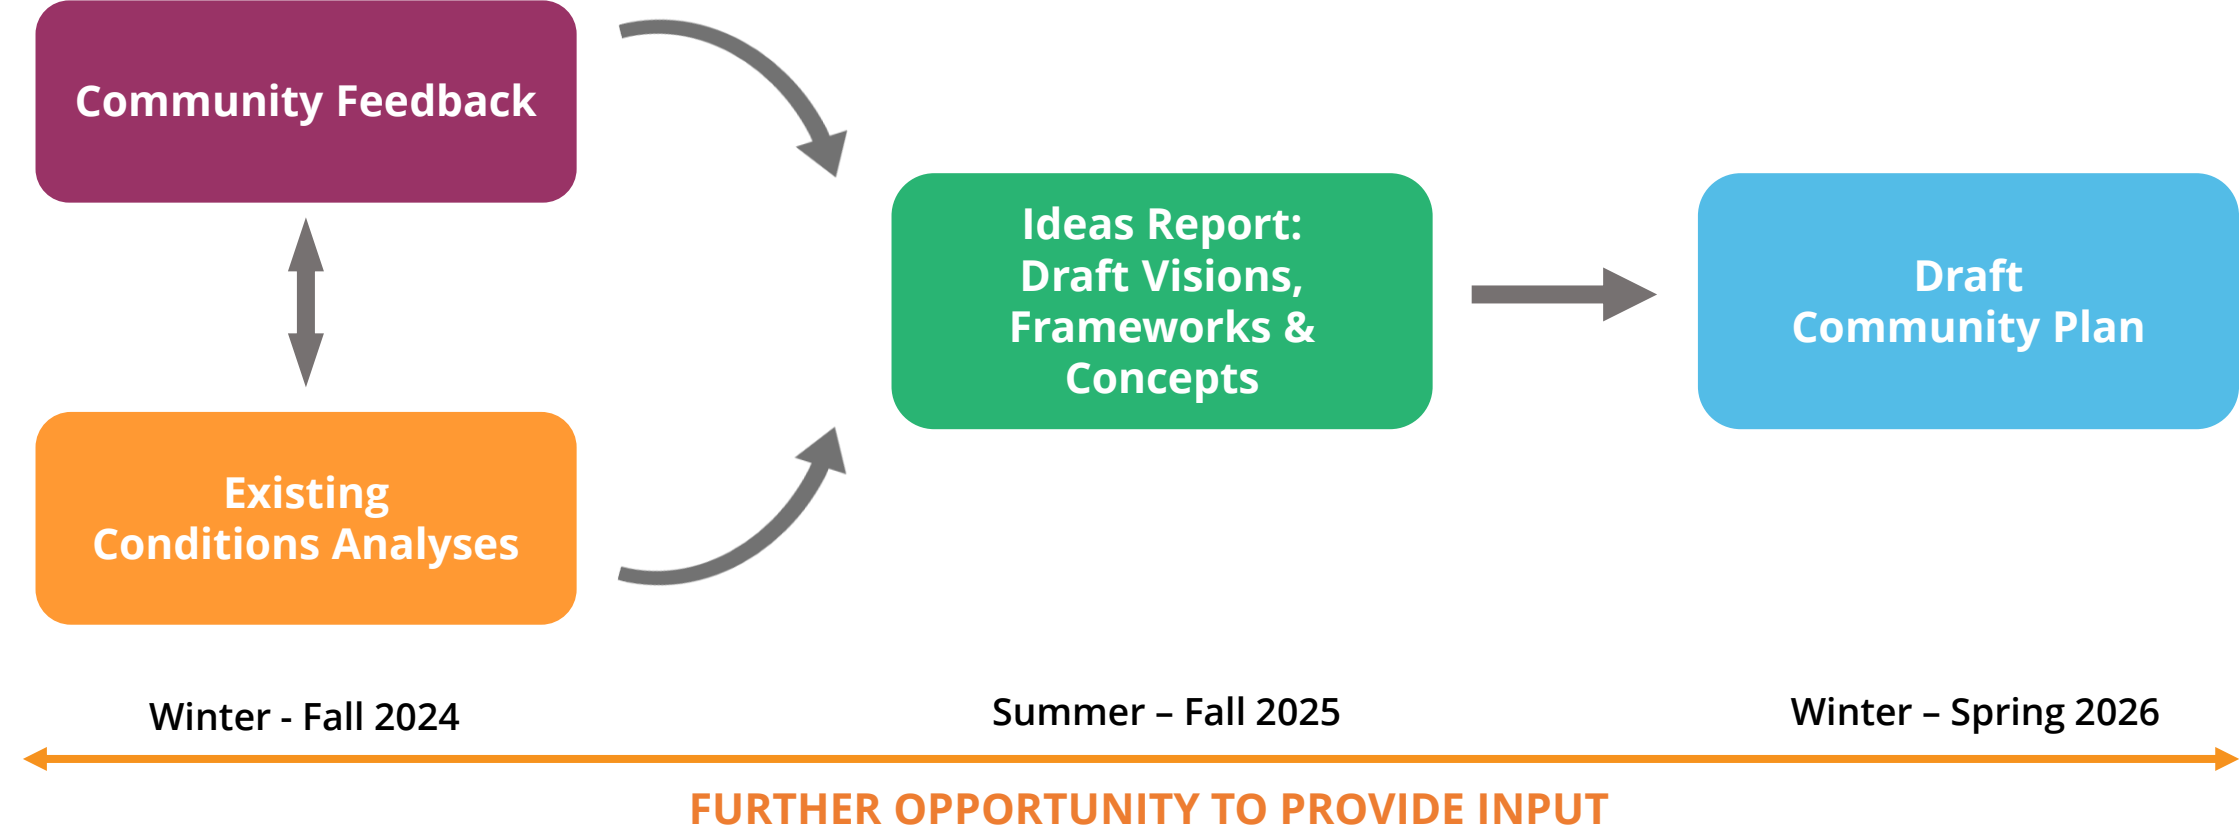 Community Feedback
Existing
Conditions Analyses
Ideas Report:
Draft Visions,
Frameworks &
Concepts
Draft
Community Plan
Winter - Fall 2024
Summer – Fall 2025
Winter – Spring 2026
FURTHER OPPORTUNITY TO PROVIDE INPUT